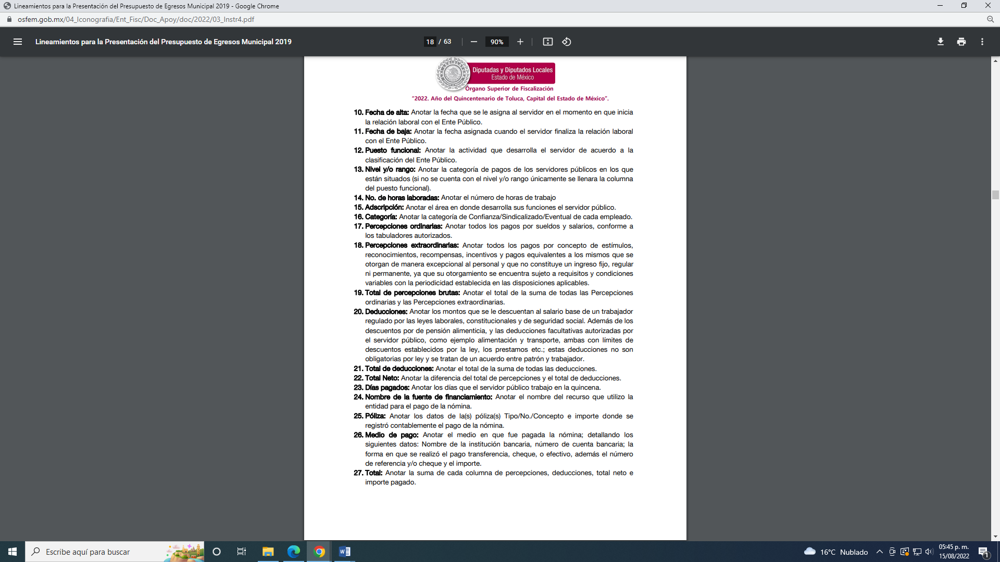 Lineamientos para la Presentación del Presupuesto de Egresos Municipal 2019 - Google Chrome
osfem.gob.mx/04_Iconografia/Ent_Fisc/Doc_Apoy/doc/2022/03_Instr4.pdf
Lineamientos para la Presentación del Presupuesto de Egresos Municipal 2019
18 / 63
90%
Diputadas y Diputados Locales
Estado de México
Órgano Superior de Fiscalización
“2022. Año del Quincentenario de Toluca, Capital del Estado de México”.
10. Fecha de alta: Anotar la fecha que se le asigna al servidor en el momento en que inicia
la relación laboral con el Ente Público.
11. Fecha de baja: Anotar la fecha asignada cuando el servidor finaliza la relación laboral
con el Ente Público.
12. Puesto funcional: Anotar la actividad que desarrolla el servidor de acuerdo a la
clasificación del Ente Público.
13. Nivel y/o rango: Anotar la categoría de pagos de los servidores públicos en los que
están situados (si no se cuenta con el nivel y/o rango únicamente se llenara la columna
del puesto funcional).
14. No. de horas laboradas: Anotar el número de horas de trabajo
15. Adscripción: Anotar el área en donde desarrolla sus funciones el servidor público.
16. Categoría: Anotar la categoría de Confianza/Sindicalizado/Eventual de cada empleado.
17. Percepciones ordinarias: Anotar todos los pagos por sueldos y salarios, conforme a
los tabuladores autorizados.
18. Percepciones extraordinarias: Anotar todos los pagos por concepto de estímulos,
reconocimientos, recompensas, incentivos y pagos equivalentes a los mismos que se
otorgan de manera excepcional al personal y que no constituye un ingreso fijo, regular
ni permanente, ya que su otorgamiento se encuentra sujeto a requisitos y condiciones
variables con la periodicidad establecida en las disposiciones aplicables.
19. Total de percepciones brutas: Anotar el total de la suma de todas las Percepciones
ordinarias y las Percepciones extraordinarias.
20. Deducciones: Anotar los montos que se le descuentan al salario base de un trabajador
regulado por las leyes laborales, constitucionales y de seguridad social. Además de los
descuentos por de pensión alimenticia, y las deducciones facultativas autorizadas por
el servidor público, como ejemplo alimentación y transporte, ambas con límites de
descuentos establecidos por la ley, los prestamos etc.; estas deducciones no son
obligatorias por ley y se tratan de un acuerdo entre patrón y trabajador.
21. Total de deducciones: Anotar el total de la suma de todas las deducciones.
22. Total Neto: Anotar la diferencia del total de percepciones y el total de deducciones.
23. Días pagados: Anotar los días que el servidor público trabajo en la quincena.
24. Nombre de la fuente de financiamiento: Anotar el nombre del recurso que utilizo la
entidad para el pago de la nómina.
25. Póliza: Anotar los datos de la(s) póliza(s) Tipo/No./Concepto e importe donde se
registró contablemente el pago de la nómina.
26. Medio de pago: Anotar el medio en que fue pagada la nómina; detallando los
siguientes datos: Nombre de la institución bancaria, número de cuenta bancaria; la
forma en que se realizó el pago transferencia, cheque, o efectivo, además el número
de referencia y/o cheque y el importe.
27. Total: Anotar la suma de cada columna de percepciones, deducciones, total neto e
importe pagado.
Escribe aquí para buscar
16°C Nublado
05:45 p. m.
15/08/2022
1